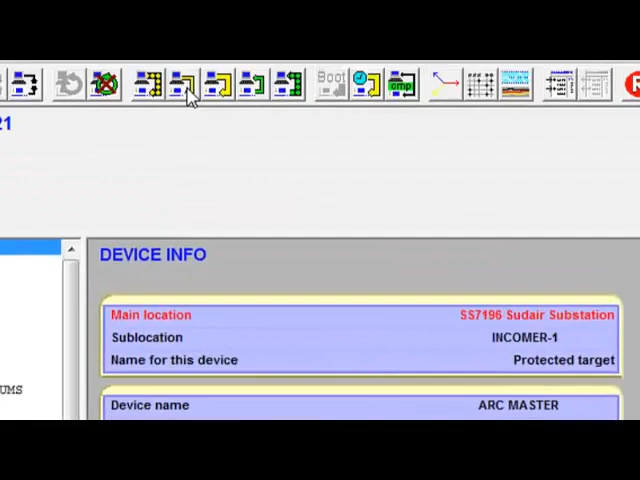 Boot
cmp
R
21
DEVICE INFO
Main location SS7196 Sudair Substation
Sublocation INCOMER-1
Name for this device Protected target
UMS
Device name ARC MASTER